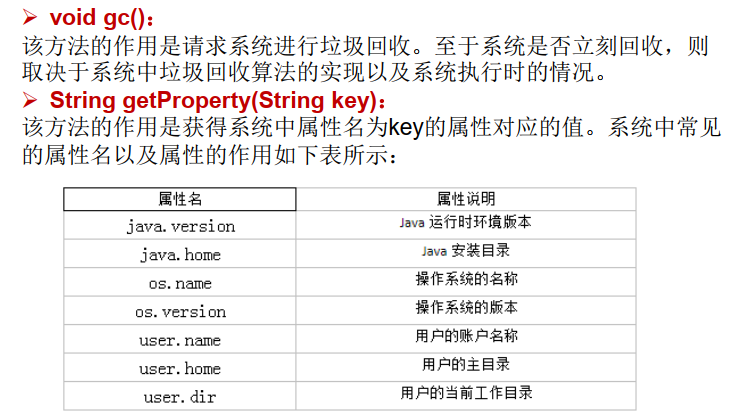 ➢ void gc()：
该方法的作用是请求系统进行垃圾回收。至于系统是否立刻回收，则
取决于系统中垃圾回收算法的实现以及系统执行时的情况。
➢ String getProperty(String key)：
该方法的作用是获得系统中属性名为key的属性对应的值。系统中常见
的属性名以及属性的作用如下表所示：
属性名 属性说明
java.version Java 运行时环境版本
java.home Java 安装目录
os.name 操作系统的名称
os.version 操作系统的版本
user.name 用户的账户名称
user.home 用户的主目录
user.dir 用户的当前工作目录